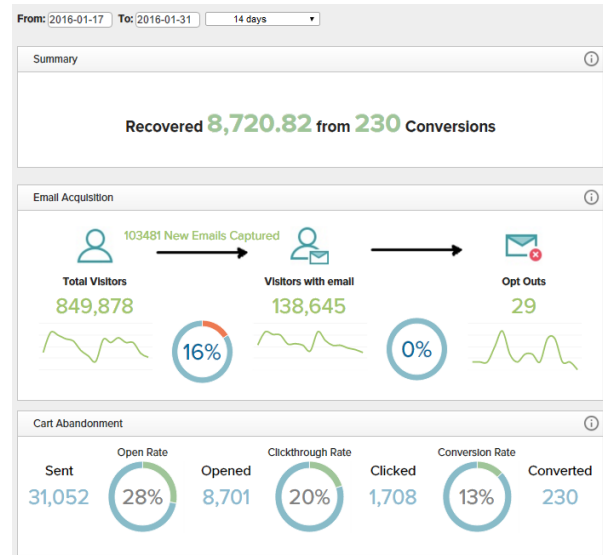 From: 2016-01-17 To: 2016-01-31 14 days
Summary
Recovered 8,720.82 from 230 Conversions
Email Acquisition
103481 New Emails Captured
Total Visitors Visitors with email Opt Outs
849,878 138,645 29
16% 0%
Cart Abandonment
Open Rate Clickthrough Rate Conversion Rate
Sent Opened Clicked Converted
31,052 28% 8,701 20% 1,708 13% 230